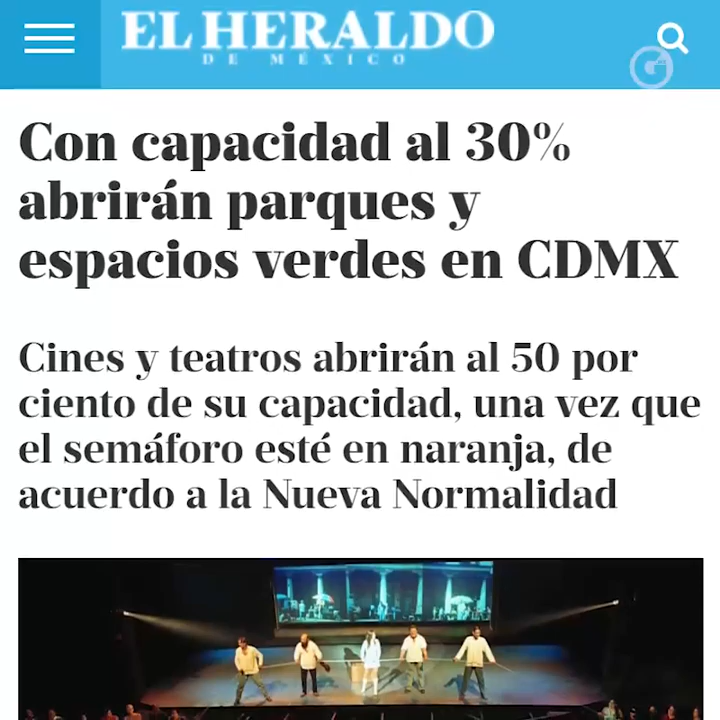 EL HERALDO
DE MÉXICO
Con capacidad al 30%
abrirán parques y
espacios verdes en CDMX
Cines y teatros abrirán al 50 por
ciento de su capacidad, una vez que
el semáforo esté en naranja, de
acuerdo a la Nueva Normalidad